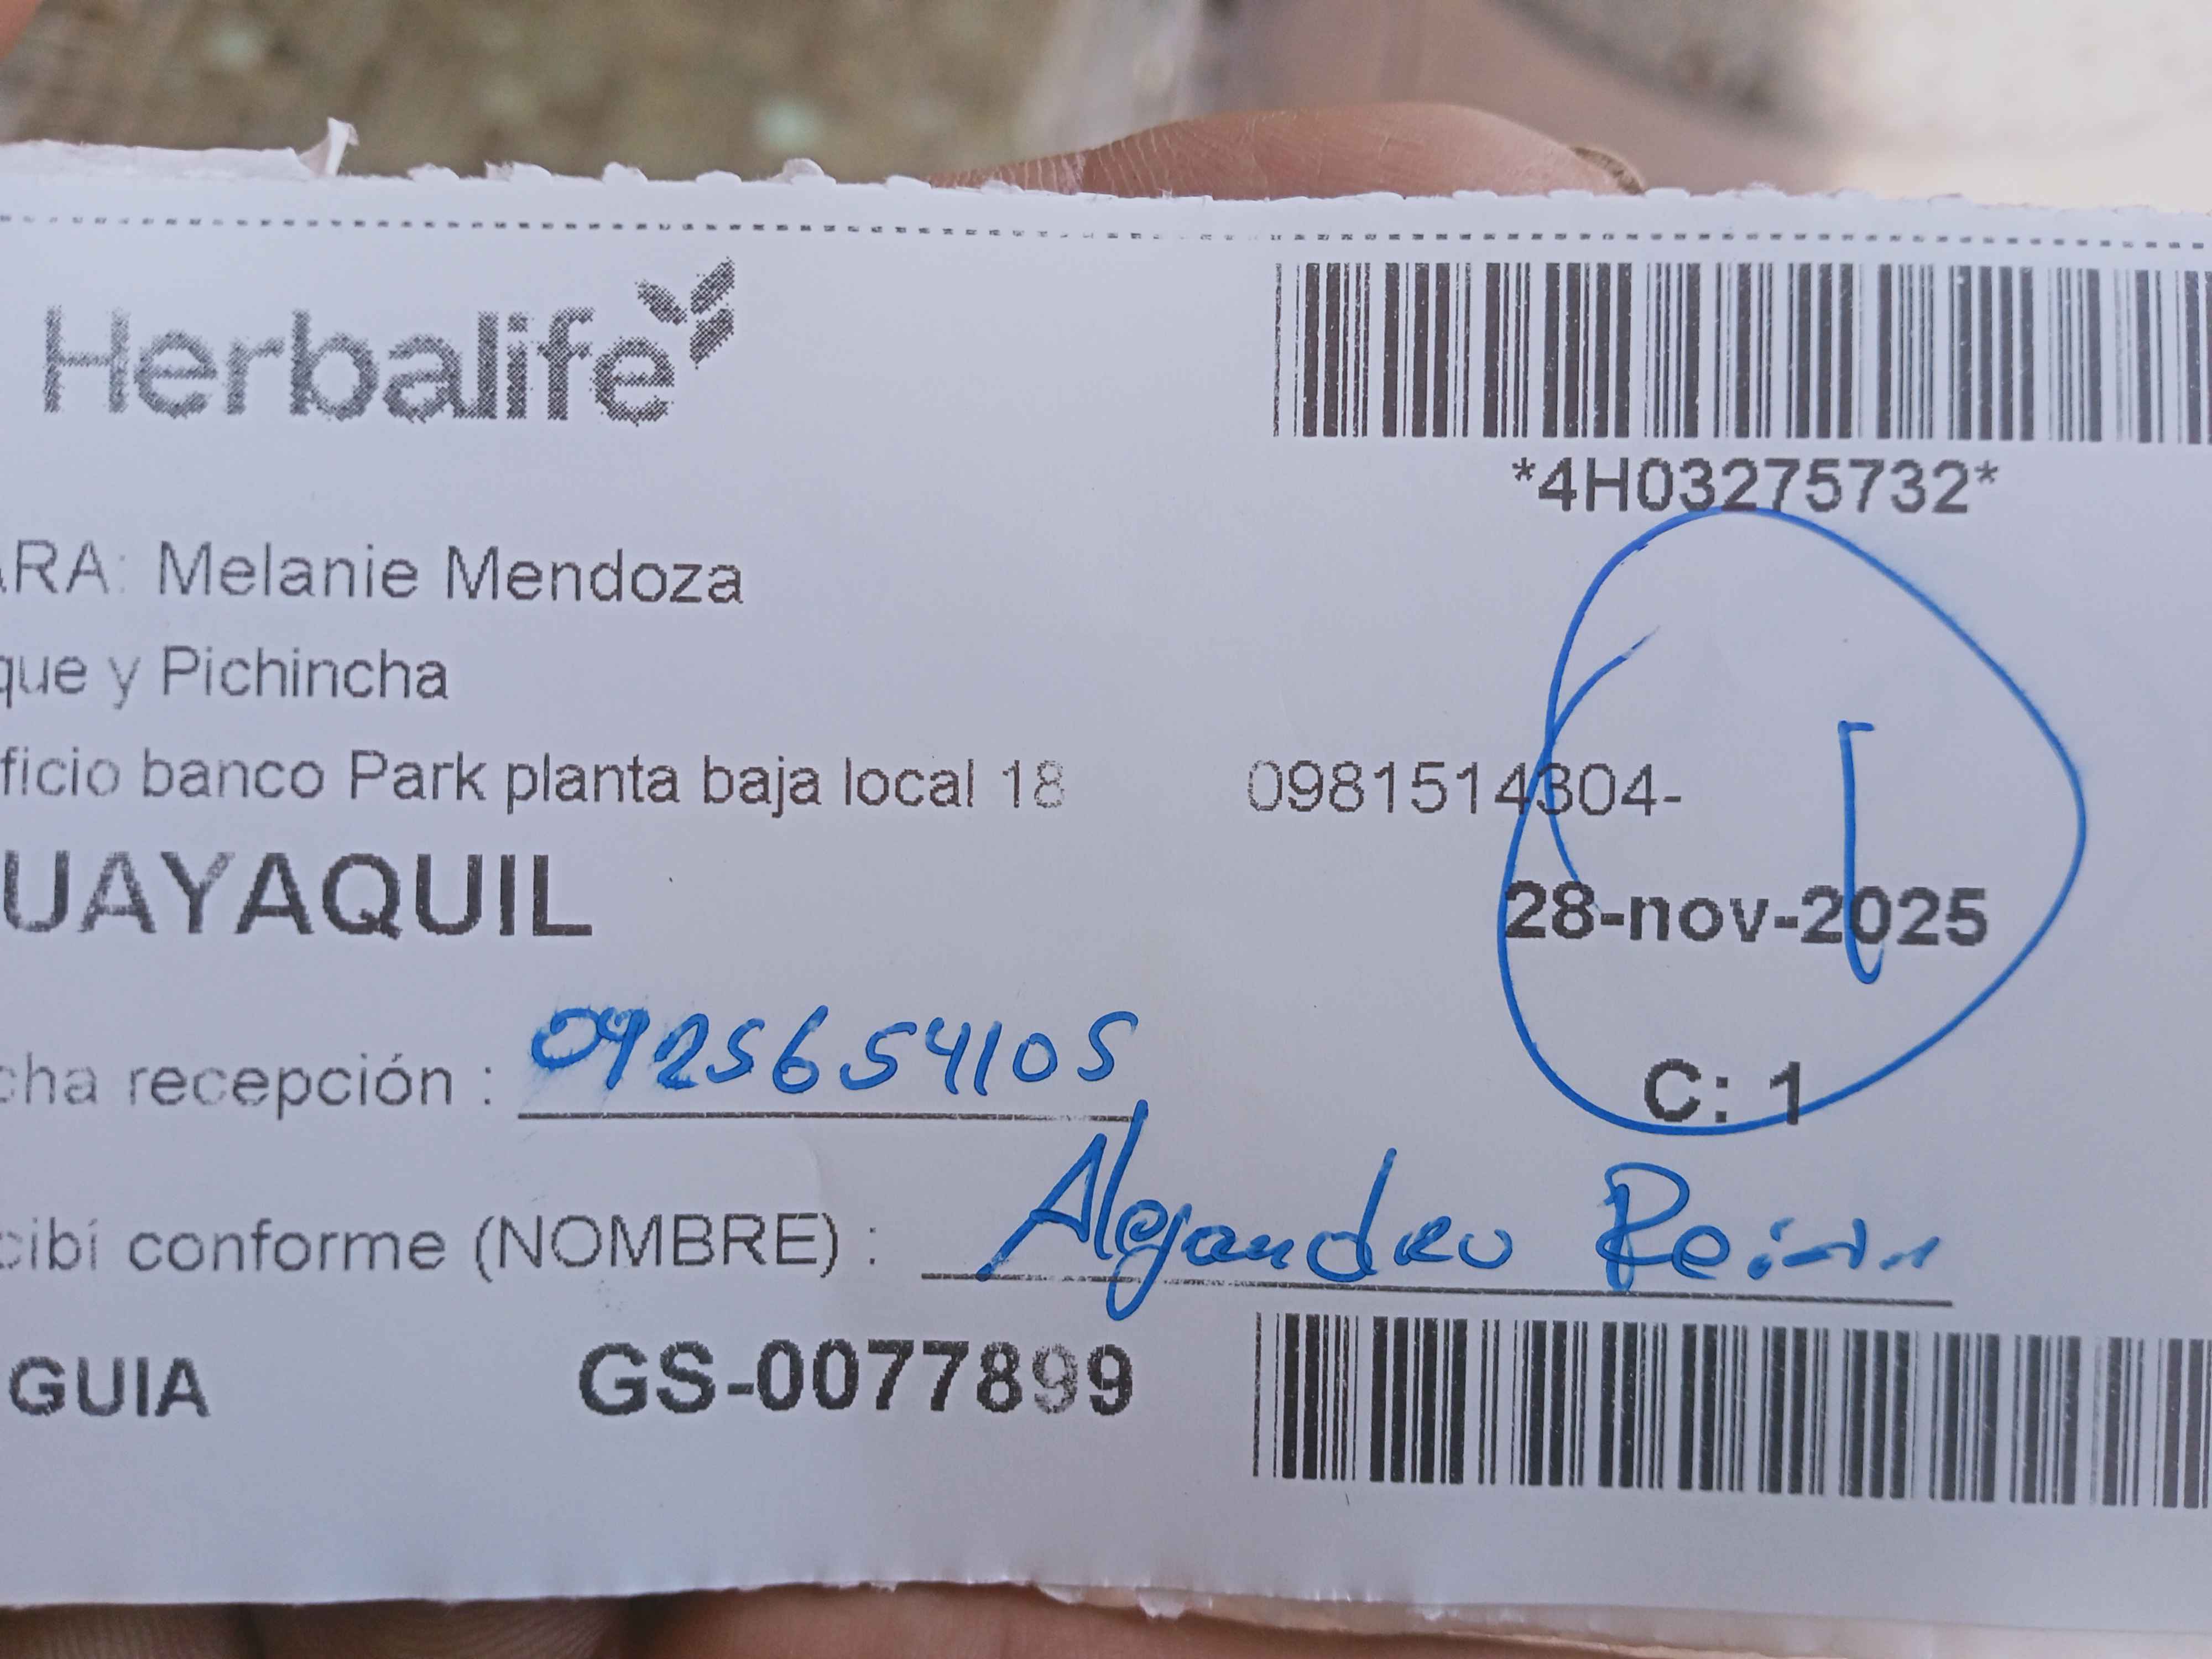 Herbalife
*4H03275732*
ARA: Melanie Mendoza
que y Pichincha
ficio banco Park planta baja local 18 0981514304-
UAYAQUIL 28-nov-2025
cha recepción : 0925654105 C: 1
cibí conforme (NOMBRE) : Alejandro
GUIA GS-0077899